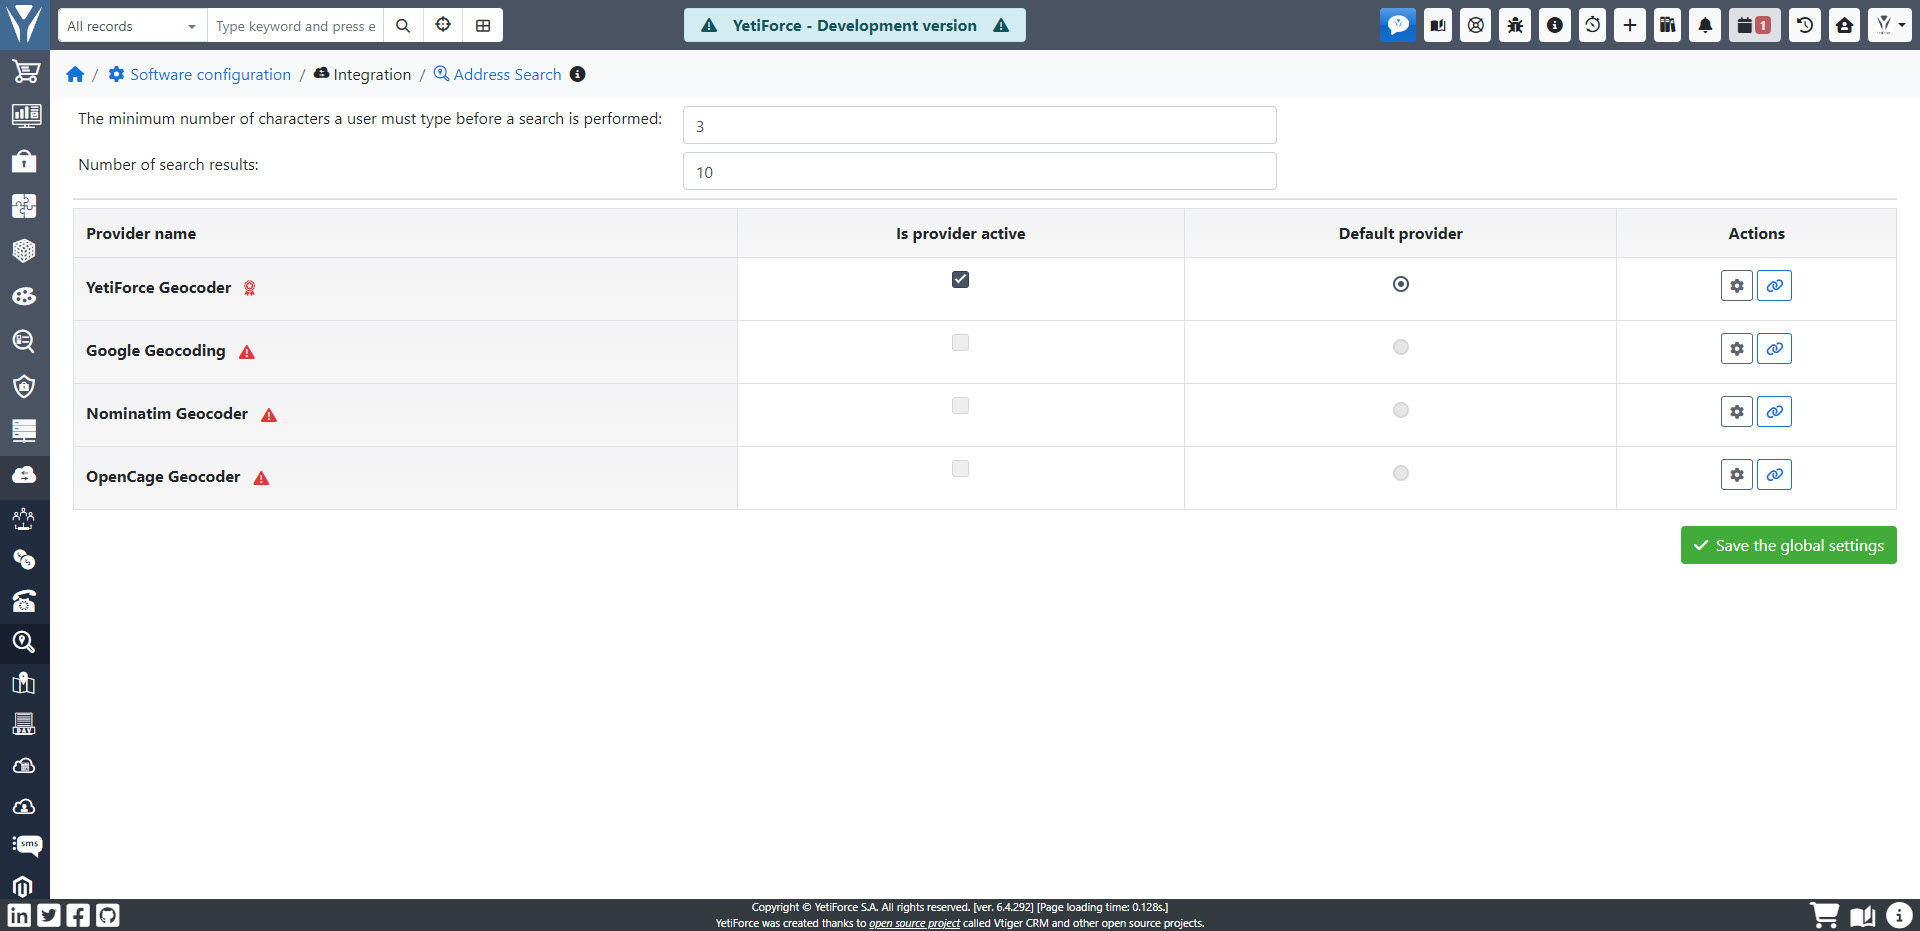 All records
Type keyword and press e
YetiForce - Development version
1
/ Software configuration / Integration / Address Search
The minimum number of characters a user must type before a search is performed:
3
Number of search results:
10
Provider name
Is provider active
Default provider
Actions
YetiForce Geocoder
Google Geocoding
Nominatim Geocoder
OpenCage Geocoder
Save the global settings
DAV
sms
Copyright © YetiForce S.A. All rights reserved. [ver. 6.4.292] [Page loading time: 0.128s.]
YetiForce was created thanks to open source project called Vtiger CRM and other open source projects.